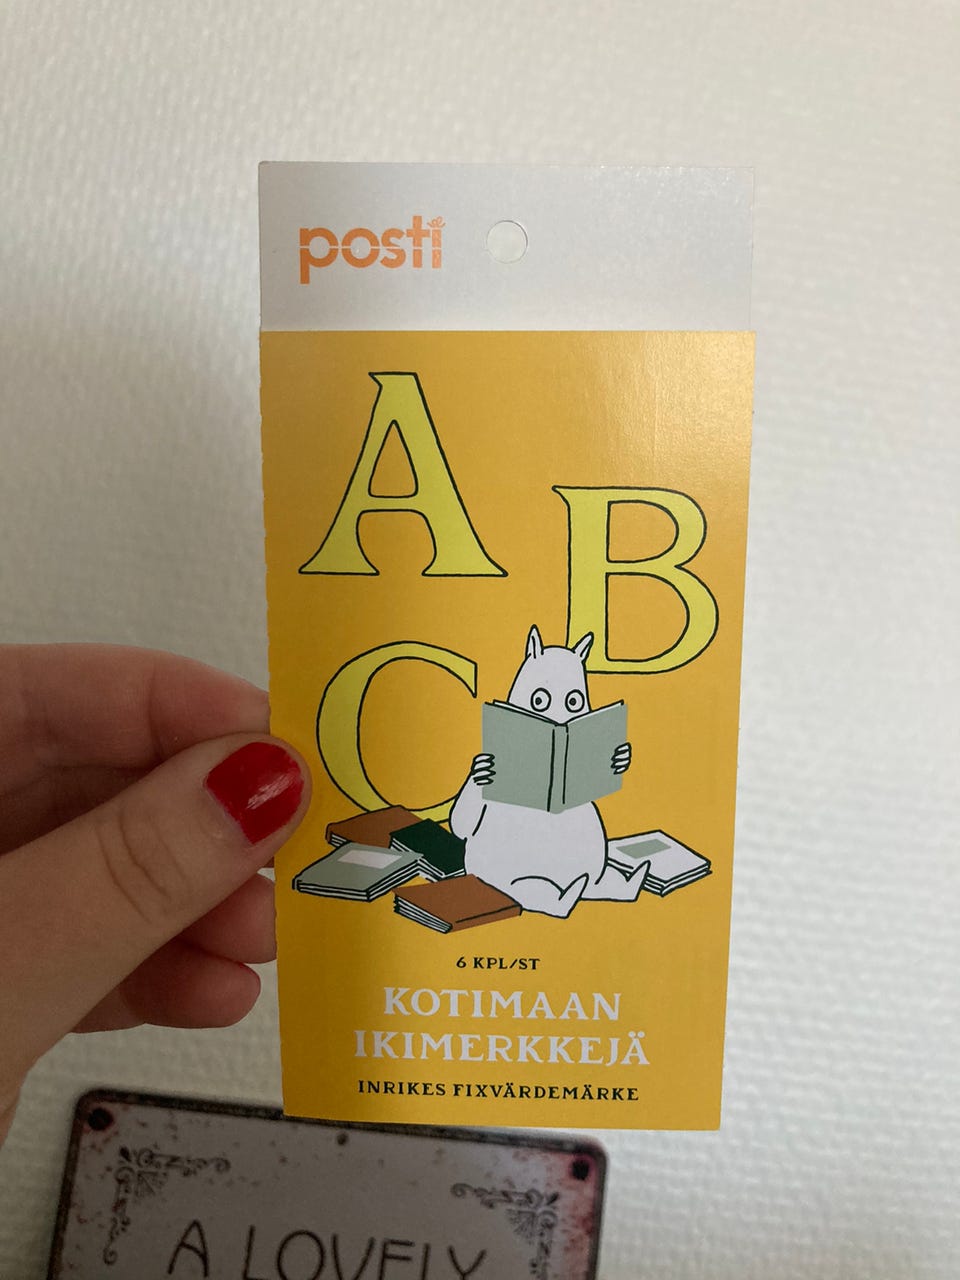 posti
A
B
C
6 KPL/ST
KOTIMAAN
IKIMERKKEJÄ
INRIKES FIXVÄRDEMÄRKE
A LOVELY